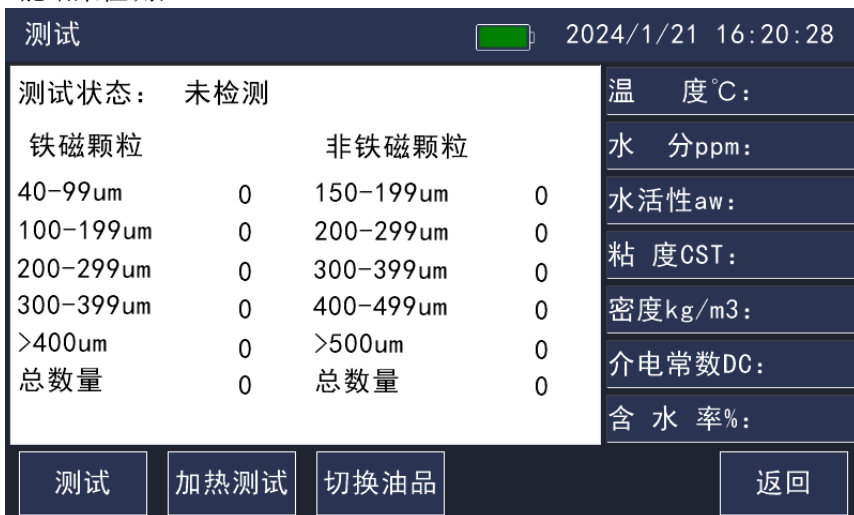 测试 2024/1/21 16:20:28
测试状态: 未检测
铁磁颗粒 非铁磁颗粒
40-99um 0 150-199um 0
100-199um 0 200-299um 0
200-299um 0 300-399um 0
300-399um 0 400-499um 0
>400um 0 >500um 0
总数量 0 总数量 0
温 度℃:
水 分ppm:
水活性aw:
粘 度CST:
密度kg/m3:
介电常数DC:
含 水 率%:
测试 加热测试 切换油品 返回